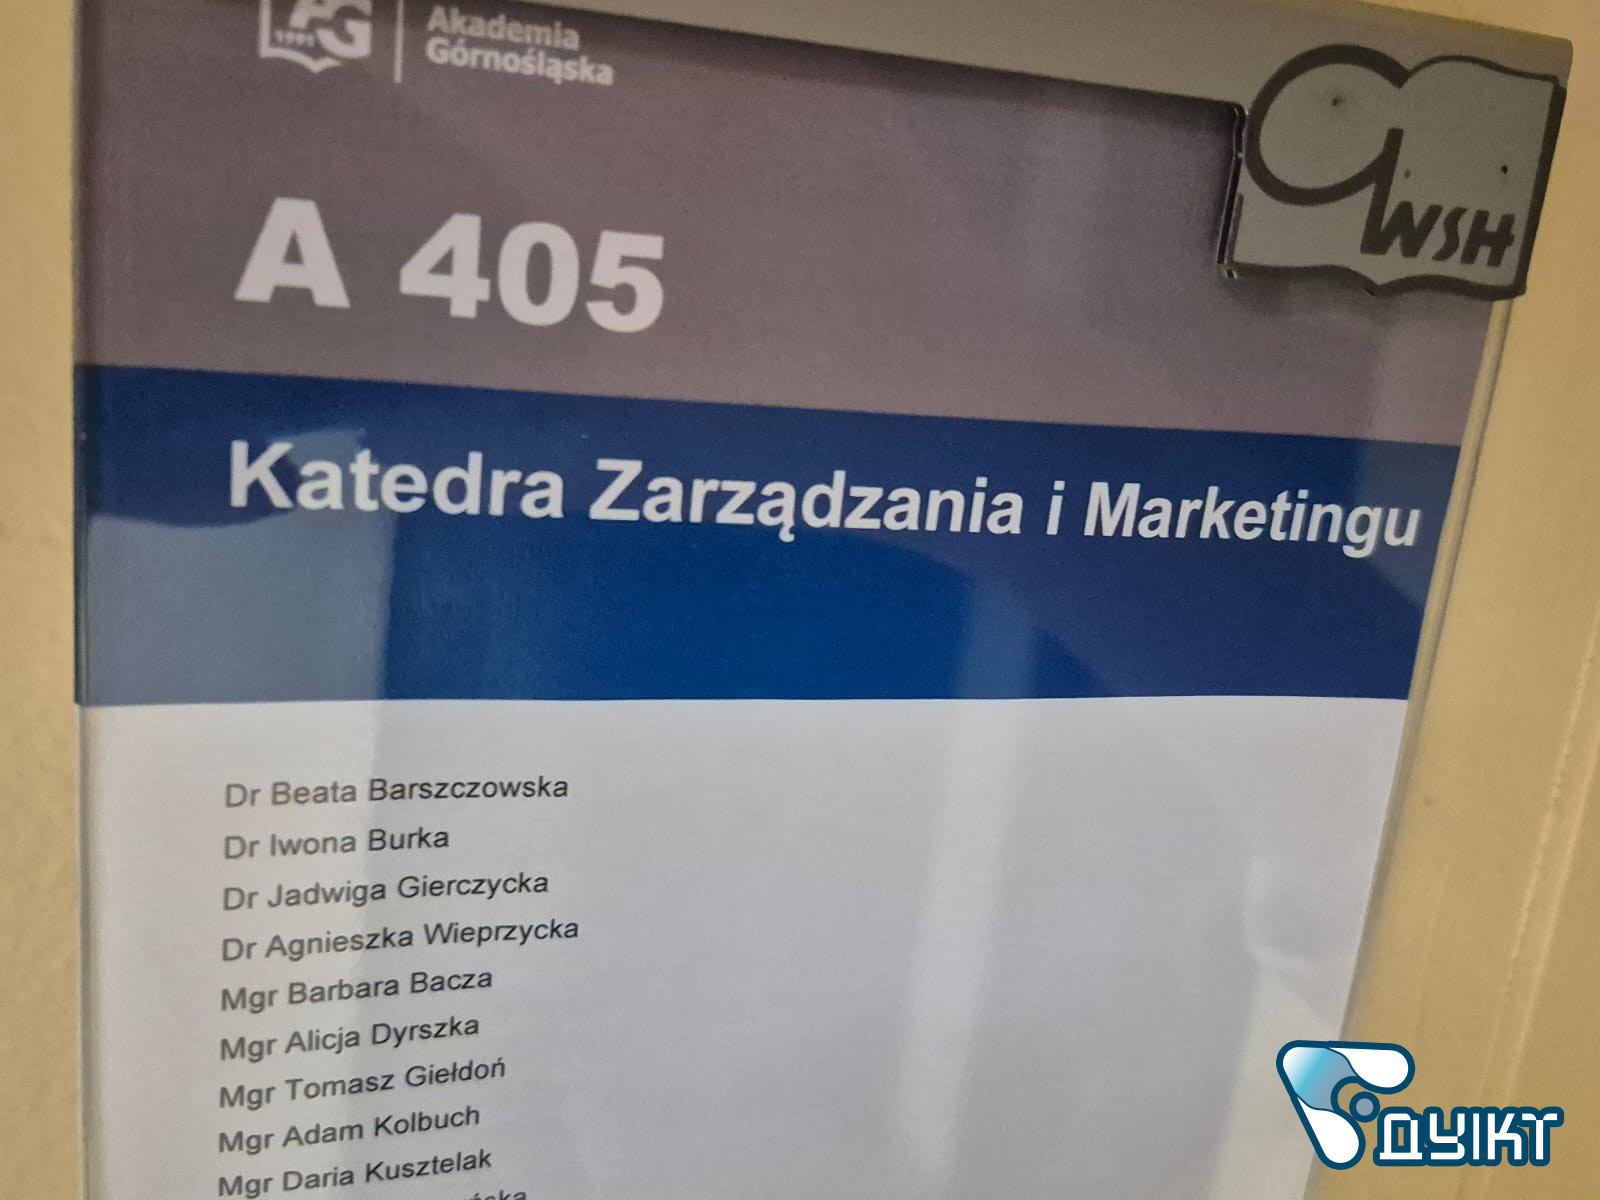 1991
Akademia
Górnośląska
WSH
A 405
Katedra Zarządzania i Marketingu
Dr Beata Barszczowska
Dr Iwona Burka
Dr Jadwiga Gierczycka
Dr Agnieszka Wieprzycka
Mgr Barbara Bacza
Mgr Alicja Dyrszka
Mgr Tomasz Giełdoń
Mgr Adam Kolbuch
Mgr Daria Kusztelak
ДУІКТ